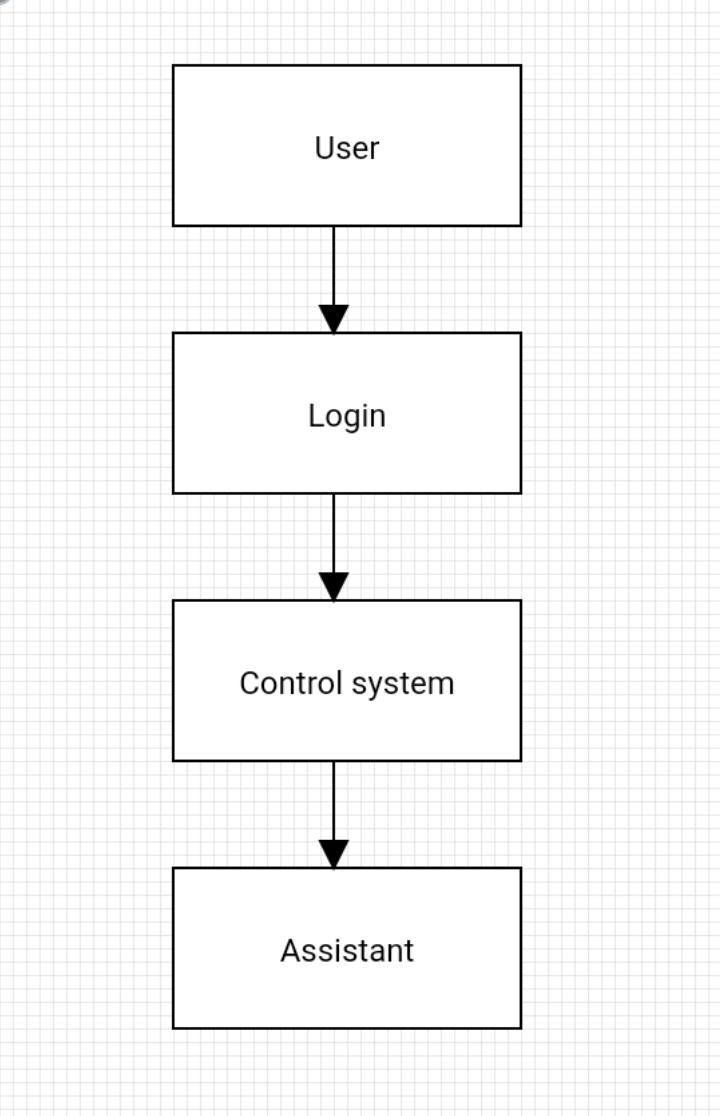 User
Login
Control system
Assistant